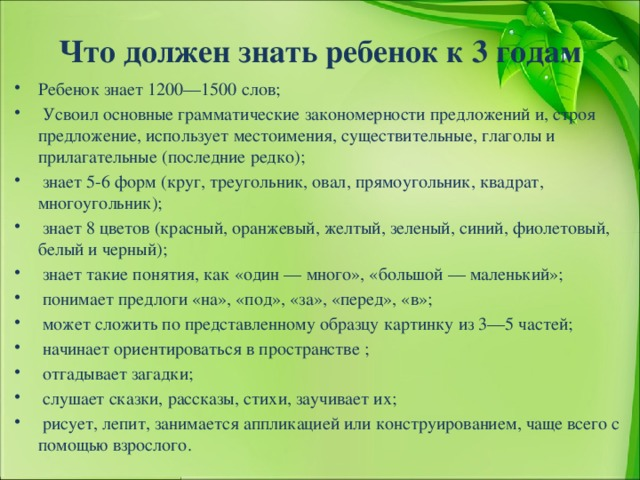 Что должен знать ребенок к 3 годам
• Ребенок знает 1200—1500 слов;
• Усвоил основные грамматические закономерности предложений и, строя
предложение, использует местоимения, существительные, глаголы и
прилагательные (последние редко);
• знает 5-6 форм (круг, треугольник, овал, прямоугольник, квадрат,
многоугольник);
• знает 8 цветов (красный, оранжевый, желтый, зеленый, синий, фиолетовый,
белый и черный);
• знает такие понятия, как «один — много», «большой — маленький»;
• понимает предлоги «на», «под», «за», «перед», «в»;
• может сложить по представленному образцу картинку из 3—5 частей;
• начинает ориентироваться в пространстве ;
• отгадывает загадки;
• слушает сказки, рассказы, стихи, заучивает их;
• рисует, лепит, занимается аппликацией или конструированием, чаще всего с
помощью взрослого.